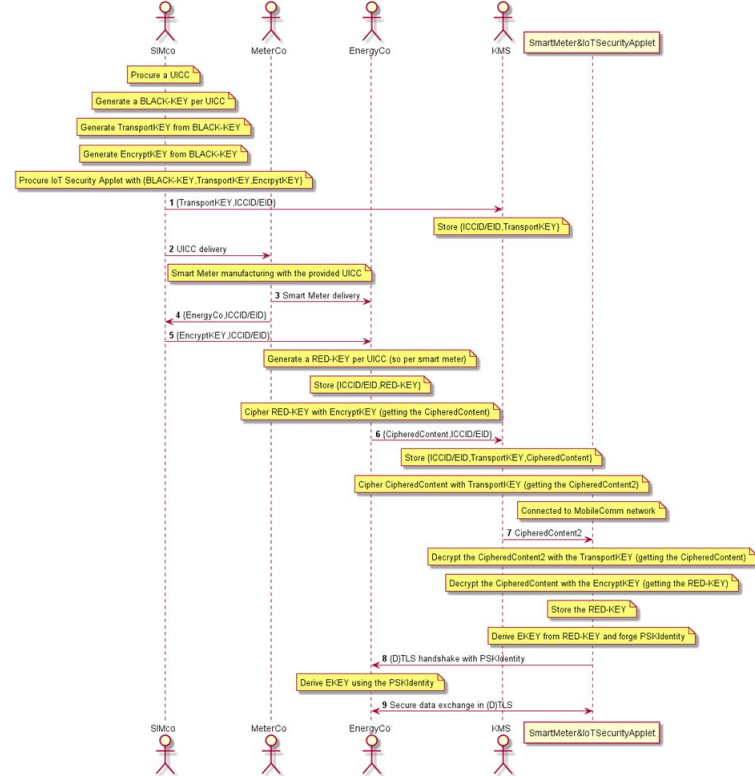 SIMco MeterCo EnergyCo KMS SmartMeter&IoTSecurityApplet
Procure a UICC
Generate a BLACK-KEY per UICC
Generate TransportKEY from BLACK-KEY
Generate EncryptKEY from BLACK-KEY
Procure IoT Security Applet with {BLACK-KEY,TransportKEY,EncrpytKEY}
1 {TransportKEY,ICCID/EID}
Store {ICCID/EID,TransportKEY}
2 UICC delivery
Smart Meter manufacturing with the provided UICC
3 Smart Meter delivery
4 {EnergyCo,ICCID/EID}
5 {EncryptKEY,ICCID/EID}
Generate a RED-KEY per UICC (so per smart meter)
Store {ICCID/EID,RED-KEY}
Cipher RED-KEY with EncryptKEY (getting the CipheredContent)
6 {CipheredContent,ICCID/EID}
Store {ICCID/EID,TransportKEY,CipheredContent}
Cipher CipheredContent with TransportKEY (getting the CipheredContent2)
Connected to MobileComm network
7 CipheredContent2
Decrypt the CipheredContent2 with the TransportKEY (getting the CipheredContent)
Decrypt the CipheredContent with the EncryptKEY (getting the RED-KEY)
Store the RED-KEY
Derive EKEY from RED-KEY and forge PSKIdentity
8 (D)TLS handshake with PSKIdentity
Derive EKEY using the PSKIdentity
9 Secure data exchange in (D)TLS
SIMco MeterCo EnergyCo KMS SmartMeter&IoTSecurityApplet